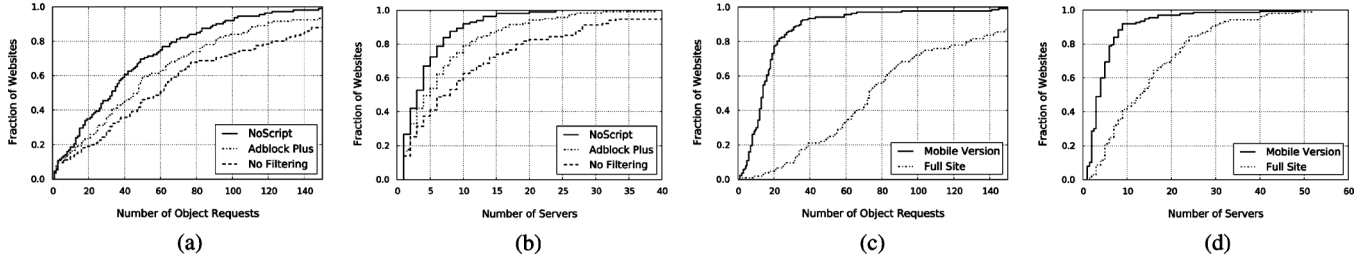 Fraction of Websites
1.0
0.8
0.6
0.4
0.2
0.0
0
20
40
60
80
100
120
140
NoScript
Adblock Plus
No Filtering
Number of Object Requests
(a)
Fraction of Websites
1.0
0.8
0.6
0.4
0.2
0.0
0
5
10
15
20
25
30
35
40
NoScript
Adblock Plus
No Filtering
Number of Servers
(b)
Fraction of Websites
1.0
0.8
0.6
0.4
0.2
0.0
0
20
40
60
80
100
120
140
Mobile Version
Full Site
Number of Object Requests
(c)
Fraction of Websites
1.0
0.8
0.6
0.4
0.2
0.0
0
10
20
30
40
50
60
Mobile Version
Full Site
Number of Servers
(d)